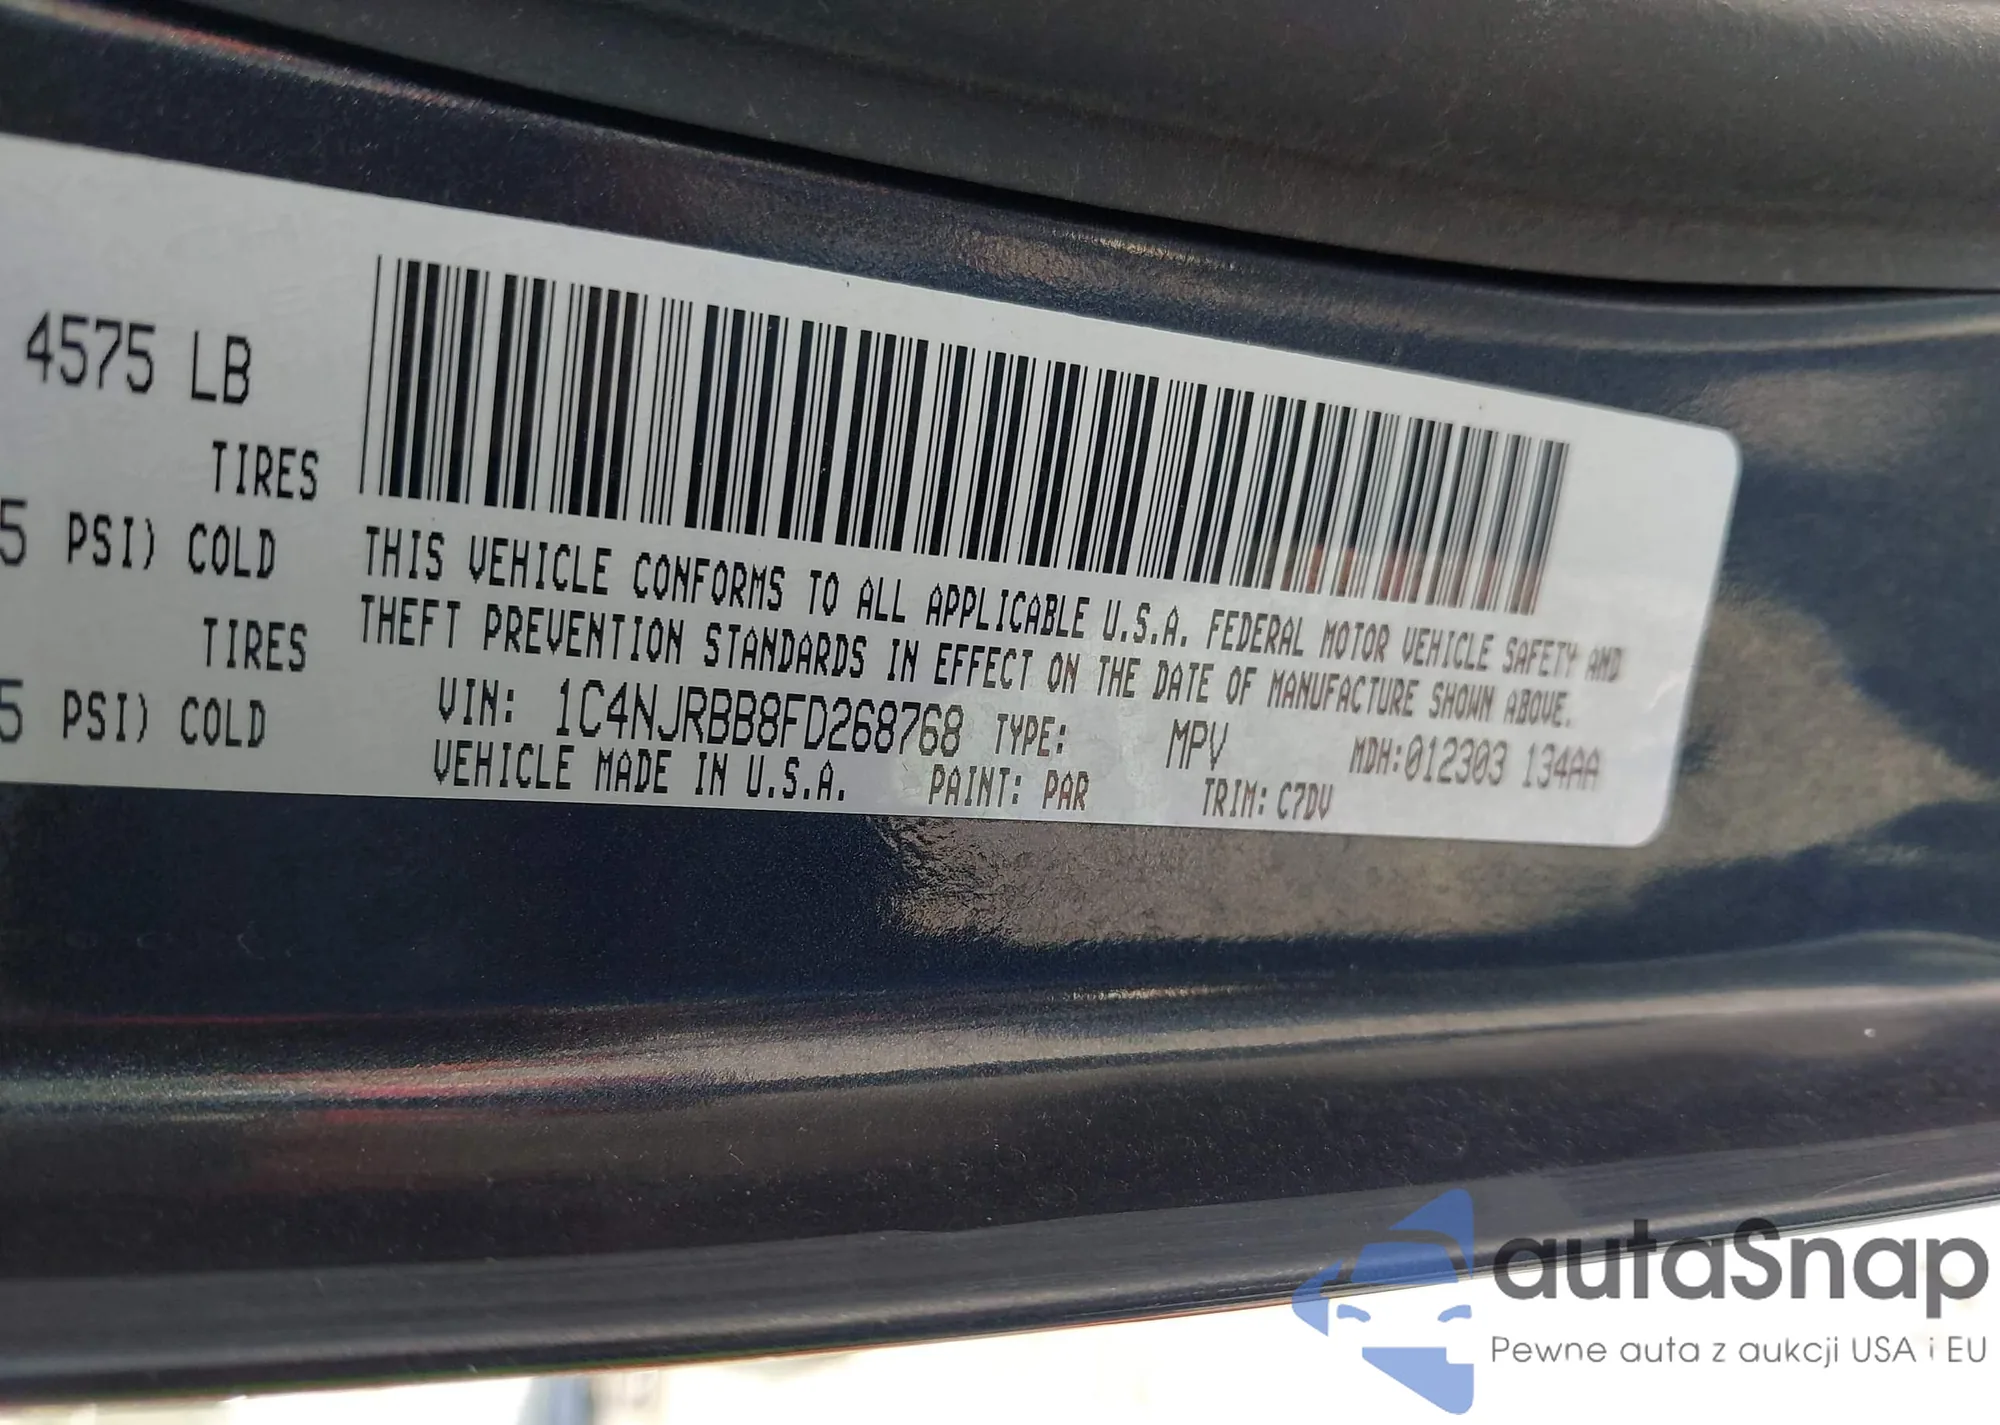 4575 LB
TIRES
5 PSI) COLD
TIRES
5 PSI) COLD
THIS VEHICLE CONFORMS TO ALL APPLICABLE U.S.A. FEDERAL MOTOR VEHICLE SAFETY AND
THEFT PREVENTION STANDARDS IN EFFECT ON THE DATE OF MANUFACTURE SHOWN ABOVE.
VIN: 1C4NJRBB8FD268768 TYPE: MPV MDH:012303 134AA
VEHICLE MADE IN U.S.A. PAINT: PAR TRIM: C7DV
autaSnap
Pewne auta z aukcji USA i EU